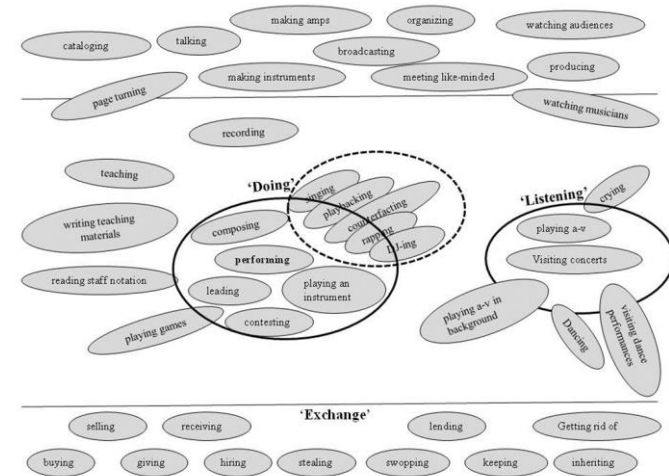 making amps
organizing
watching audiences
cataloging
talking
broadcasting
making instruments
meeting like-minded
producing
page turning
watching musicians
recording
teaching
'Doing'
singing
playbacking
counterfacting
rapping
DJ-ing
'Listening'
crying
writing teaching
materials
composing
playing a-v
performing
Visiting concerts
reading staff notation
leading
playing an
instrument
playing games
contesting
playing a-v in
background
Dancing
visiting dance
performances
'Exchange'
selling
receiving
lending
Getting rid of
buying
giving
hiring
stealing
swopping
keeping
inheriting